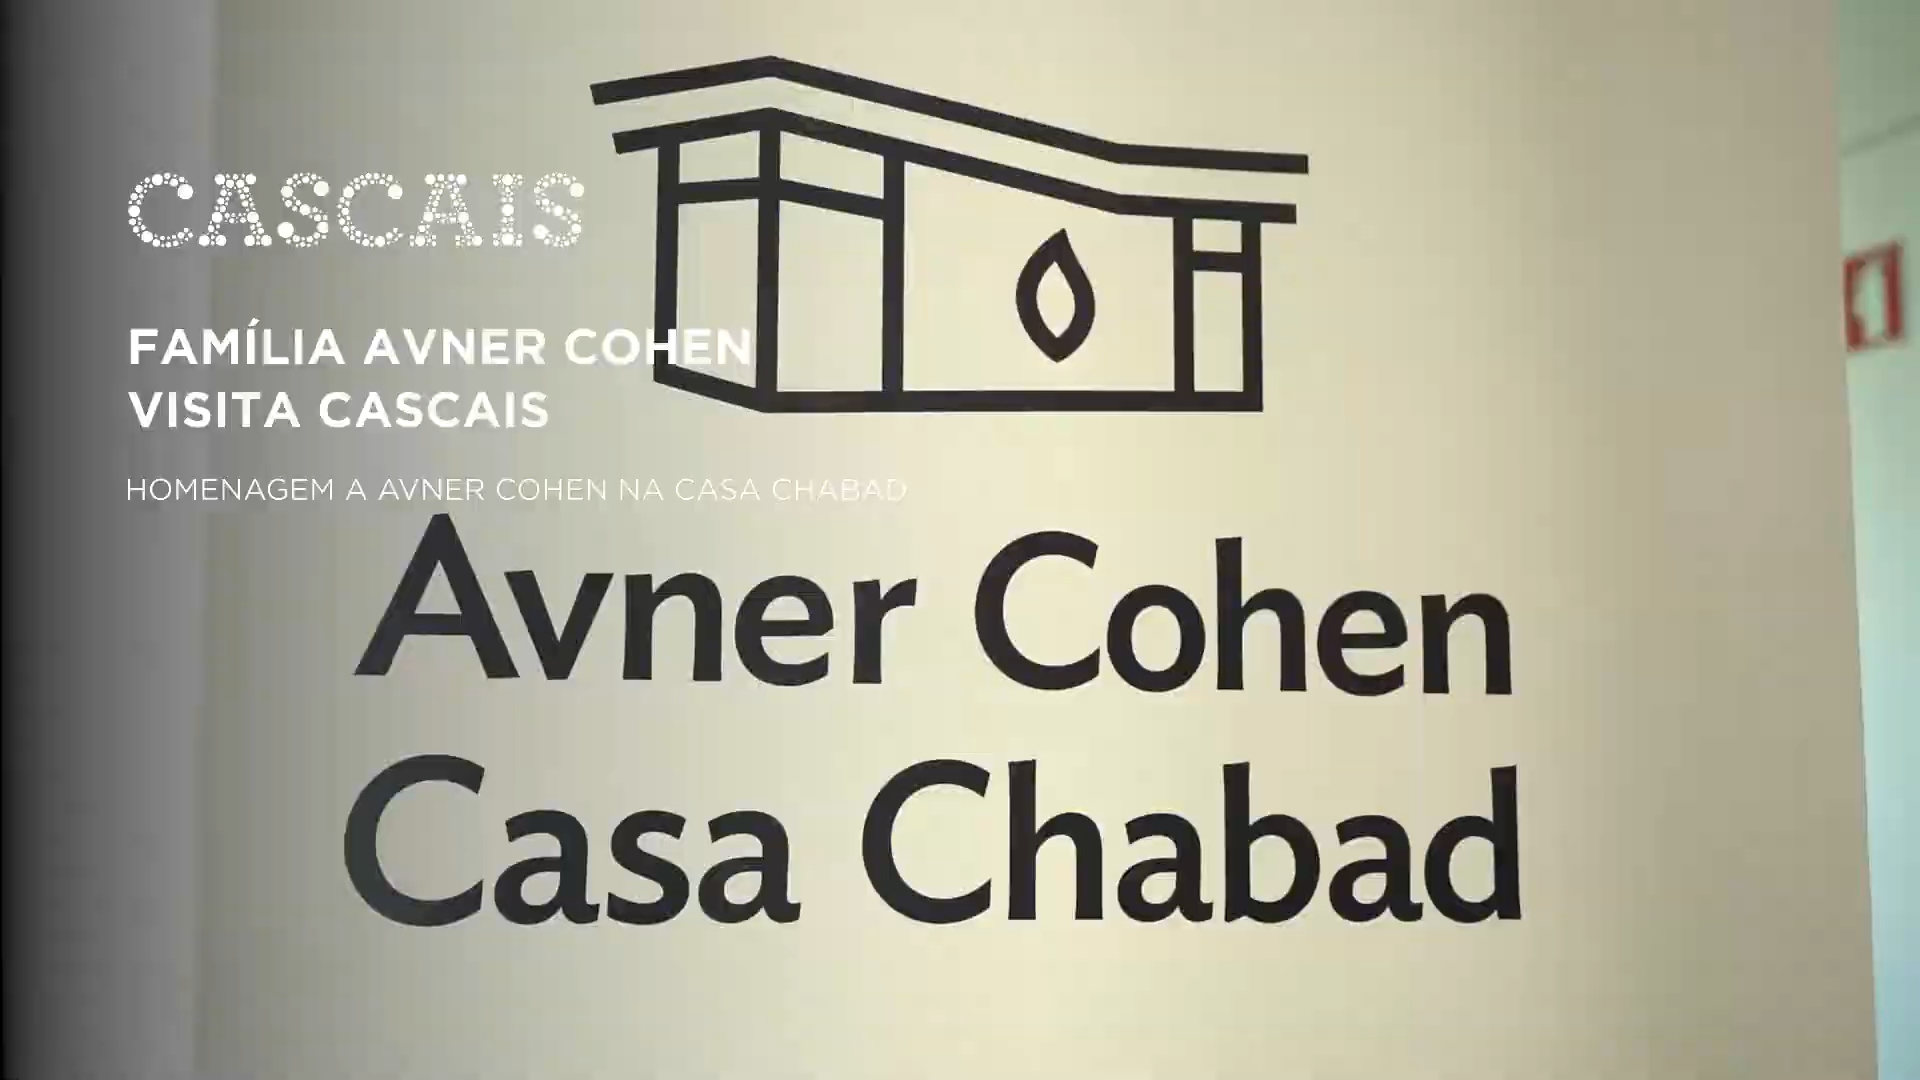 CASCAIS
FAMÍLIA AVNER COHEN
VISITA CASCAIS
HOMENAGEM A AVNER COHEN NA CASA CHABAD
Avner Cohen
Casa Chabad